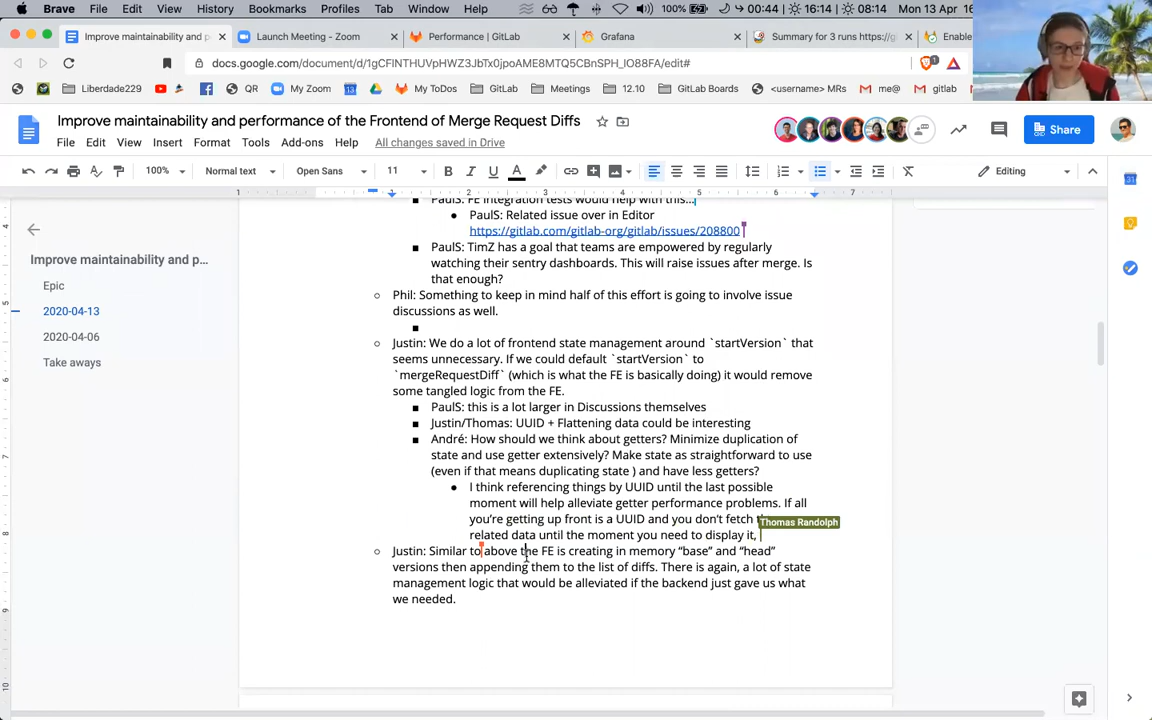 Brave File Edit View History Bookmarks Profiles Tab Window Help 100% 00:44 16:14 08:14 Mon 13 Apr 16
Improve maintainability and p Launch Meeting - Zoom Performance | GitLab Grafana Summary for 3 runs https://g Enable
docs.google.com/document/d/1gCFINTHUVpHWZ3JbTx0jpoAME8MTQ5CBnSPH_IO88FA/edit#
Liberdade229 QR My Zoom My ToDos GitLab Meetings 12.10 GitLab Boards <username> MRs me@ gitlab
Improve maintainability and performance of the Frontend of Merge Request Diffs
Share
File Edit View Insert Format Tools Add-ons Help All changes saved in Drive
100% Normal text Open Sans 11 Editing
Improve maintainability and p...
Epic
2020-04-13
2020-04-06
Take aways
PaulS: FE integration tests would help with this...
PaulS: Related issue over in Editor
https://gitlab.com/gitlab-org/gitlab/issues/208800
PaulS: TimZ has a goal that teams are empowered by regularly
watching their sentry dashboards. This will raise issues after merge. Is
that enough?
Phil: Something to keep in mind half of this effort is going to involve issue
discussions as well.
Justin: We do a lot of frontend state management around `startVersion` that
seems unnecessary. If we could default `startVersion` to
`mergeRequestDiff` (which is what the FE is basically doing) it would remove
some tangled logic from the FE.
PaulS: this is a lot larger in Discussions themselves
Justin/Thomas: UUID + Flattening data could be interesting
André: How should we think about getters? Minimize duplication of
state and use getter extensively? Make state as straightforward to use
(even if that means duplicating state ) and have less getters?
I think referencing things by UUID until the last possible
moment will help alleviate getter performance problems. If all
you're getting up front is a UUID and you don't fetch
Thomas Randolph
related data until the moment you need to display it,
Justin: Similar to above the FE is creating in memory “base” and “head”
versions then appending them to the list of diffs. There is again, a lot of state
management logic that would be alleviated if the backend just gave us what
we needed.